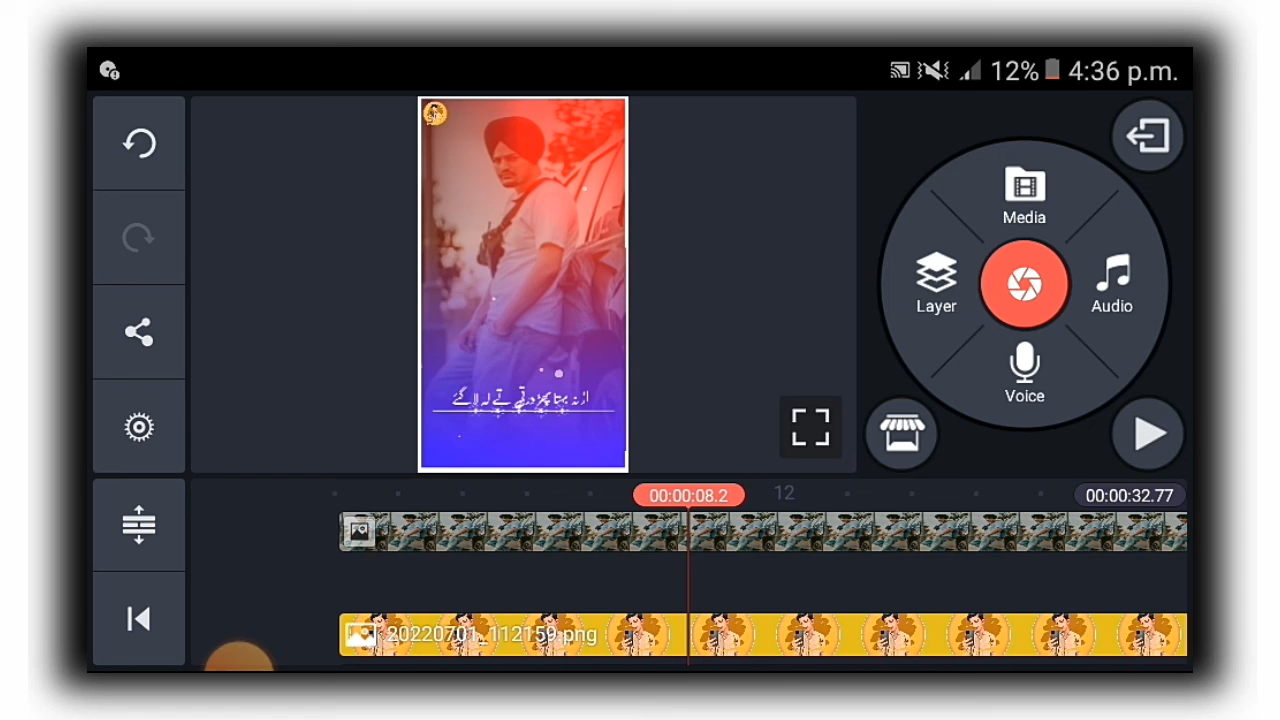 12% 4:36 p.m.
Media
Layer
Audio
Voice
00:00:08.2
12
00:00:32.77
20220701_112159.png